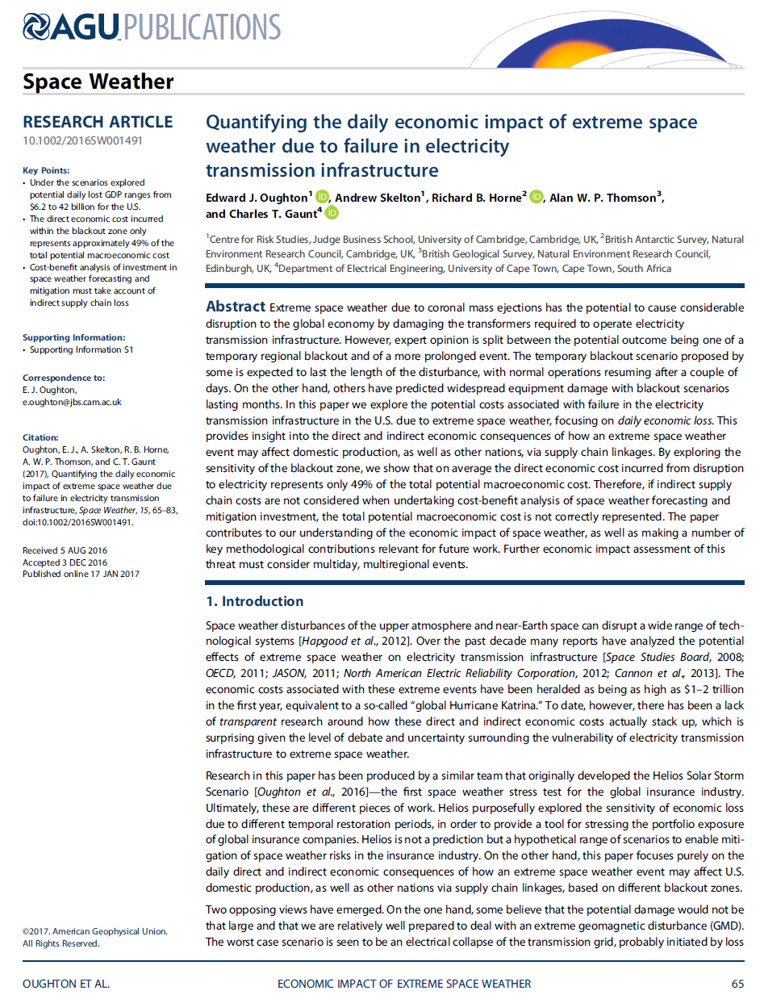 AGU PUBLICATIONS
Space Weather
RESEARCH ARTICLE
10.1002/2016SW001491
Key Points:
• Under the scenarios explored
potential daily lost GDP ranges from
$6.2 to 42 billion for the U.S.
• The direct economic cost incurred
within the blackout zone only
represents approximately 49% of the
total potential macroeconomic cost
• Cost-benefit analysis of investment in
space weather forecasting and
mitigation must take account of
indirect supply chain loss
Supporting Information:
• Supporting Information S1
Correspondence to:
E. J. Oughton,
e.oughton@jbs.cam.ac.uk
Citation:
Oughton, E. J., A. Skelton, R. B. Horne,
A. W. P. Thomson, and C. T. Gaunt
(2017), Quantifying the daily economic
impact of extreme space weather due
to failure in electricity transmission
infrastructure, Space Weather, 15, 65–83,
doi:10.1002/2016SW001491.
Received 5 AUG 2016
Accepted 3 DEC 2016
Published online 17 JAN 2017
©2017. American Geophysical Union.
All Rights Reserved.
Quantifying the daily economic impact of extreme space
weather due to failure in electricity
transmission infrastructure
Edward J. Oughton1 iD, Andrew Skelton1, Richard B. Horne2 iD, Alan W. P. Thomson3,
and Charles T. Gaunt4 iD
1Centre for Risk Studies, Judge Business School, University of Cambridge, Cambridge, UK, 2British Antarctic Survey, Natural
Environment Research Council, Cambridge, UK, 3British Geological Survey, Natural Environment Research Council,
Edinburgh, UK, 4Department of Electrical Engineering, University of Cape Town, Cape Town, South Africa
Abstract Extreme space weather due to coronal mass ejections has the potential to cause considerable
disruption to the global economy by damaging the transformers required to operate electricity
transmission infrastructure. However, expert opinion is split between the potential outcome being one of a
temporary regional blackout and of a more prolonged event. The temporary blackout scenario proposed by
some is expected to last the length of the disturbance, with normal operations resuming after a couple of
days. On the other hand, others have predicted widespread equipment damage with blackout scenarios
lasting months. In this paper we explore the potential costs associated with failure in the electricity
transmission infrastructure in the U.S. due to extreme space weather, focusing on daily economic loss. This
provides insight into the direct and indirect economic consequences of how an extreme space weather
event may affect domestic production, as well as other nations, via supply chain linkages. By exploring the
sensitivity of the blackout zone, we show that on average the direct economic cost incurred from disruption
to electricity represents only 49% of the total potential macroeconomic cost. Therefore, if indirect supply
chain costs are not considered when undertaking cost-benefit analysis of space weather forecasting and
mitigation investment, the total potential macroeconomic cost is not correctly represented. The paper
contributes to our understanding of the economic impact of space weather, as well as making a number of
key methodological contributions relevant for future work. Further economic impact assessment of this
threat must consider multiday, multiregional events.
1. Introduction
Space weather disturbances of the upper atmosphere and near-Earth space can disrupt a wide range of tech-
nological systems [Hapgood et al., 2012]. Over the past decade many reports have analyzed the potential
effects of extreme space weather on electricity transmission infrastructure [Space Studies Board, 2008;
OECD, 2011; JASON, 2011; North American Electric Reliability Corporation, 2012; Cannon et al., 2013]. The
economic costs associated with these extreme events have been heralded as being as high as $1–2 trillion
in the first year, equivalent to a so-called “global Hurricane Katrina.” To date, however, there has been a lack
of transparent research around how these direct and indirect economic costs actually stack up, which is
surprising given the level of debate and uncertainty surrounding the vulnerability of electricity transmission
infrastructure to extreme space weather.
Research in this paper has been produced by a similar team that originally developed the Helios Solar Storm
Scenario [Oughton et al., 2016]—the first space weather stress test for the global insurance industry.
Ultimately, these are different pieces of work. Helios purposefully explored the sensitivity of economic loss
due to different temporal restoration periods, in order to provide a tool for stressing the portfolio exposure
of global insurance companies. Helios is not a prediction but a hypothetical range of scenarios to enable miti-
gation of space weather risks in the insurance industry. On the other hand, this paper focuses purely on the
daily direct and indirect economic consequences of how an extreme space weather event may affect U.S.
domestic production, as well as other nations via supply chain linkages, based on different blackout zones.
Two opposing views have emerged. On the one hand, some believe that the potential damage would not be
that large and that we are relatively well prepared to deal with an extreme geomagnetic disturbance (GMD).
The worst case scenario is seen to be an electrical collapse of the transmission grid, probably initiated by loss
OUGHTON ET AL.
ECONOMIC IMPACT OF EXTREME SPACE WEATHER
65